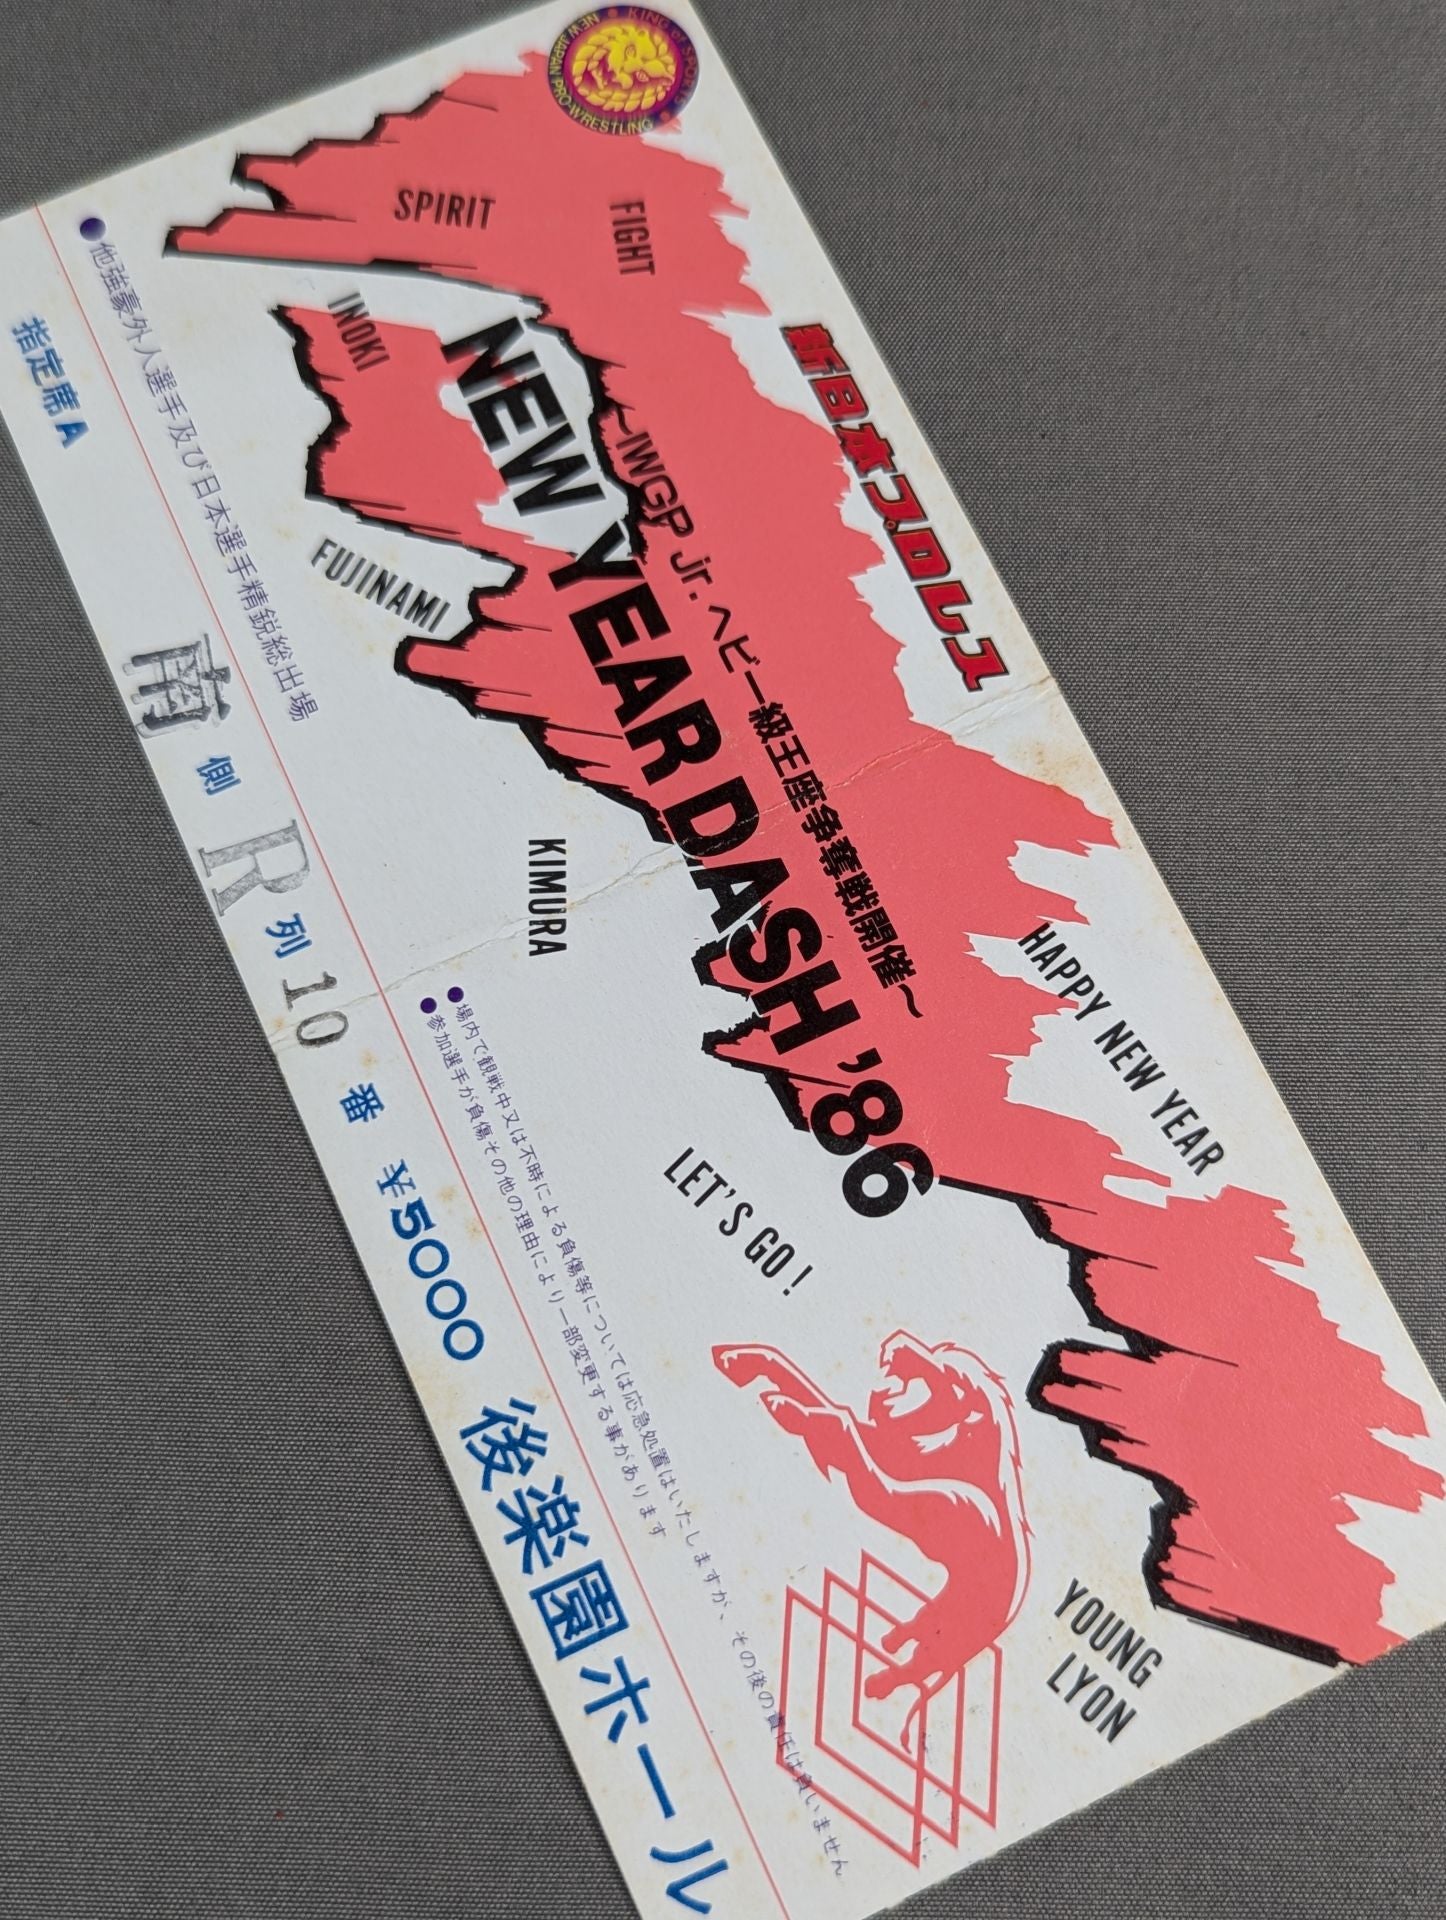 KING of SPORTS
NEW JAPAN PRO-WRESTLING
新日本プロレス
FIGHT
SPIRIT
INOKI
FUJINAMI
KIMURA
〜IWGP Jr.ヘビー級王座争奪戦開催〜
NEW YEAR DASH '86
HAPPY NEW YEAR
LET'S GO!
YOUNG
LYON
●他強豪外人選手及び日本選手精鋭総出場
●場内で観戦中又は不時による負傷等については応急処置はいたしますが、その後の責任は負いません
●参加選手が負傷その他の理由により一部変更する事があります
指定席A 南側 R列 10番 ¥5000 後楽園ホール